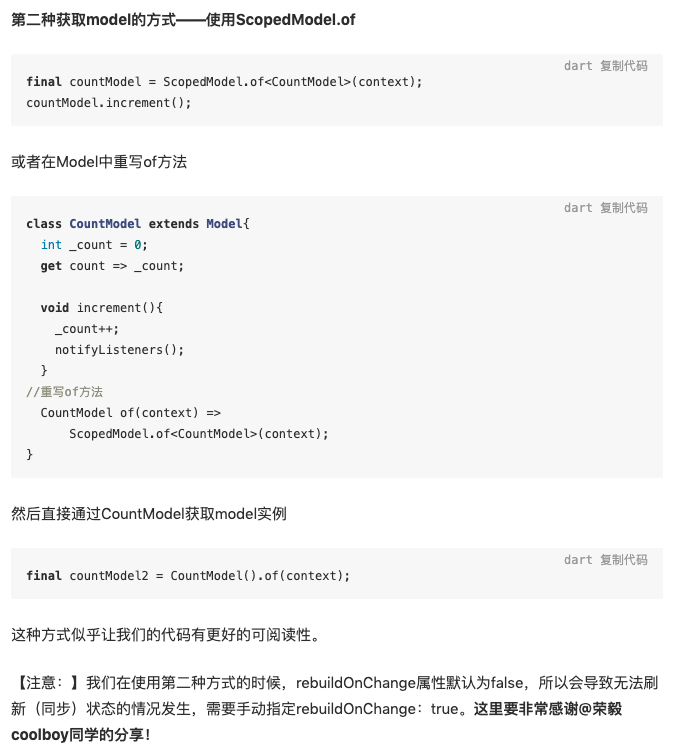 第二种获取model的方式——使用ScopedModel.of
dart 复制代码
final countModel = ScopedModel.of<CountModel>(context);
countModel.increment();
或者在Model中重写of方法
dart 复制代码
class CountModel extends Model{
  int _count = 0;
  get count => _count;

  void increment(){
    _count++;
    notifyListeners();
  }
//重写of方法
  CountModel of(context) =>
      ScopedModel.of<CountModel>(context);
}
然后直接通过CountModel获取model实例
dart 复制代码
final countModel2 = CountModel().of(context);
这种方式似乎让我们的代码有更好的可阅读性。
【注意：】我们在使用第二种方式的时候，rebuildOnChange属性默认为false，所以会导致无法刷
新（同步）状态的情况发生，需要手动指定rebuildOnChange：true。这里要非常感谢@荣毅
coolboy同学的分享！